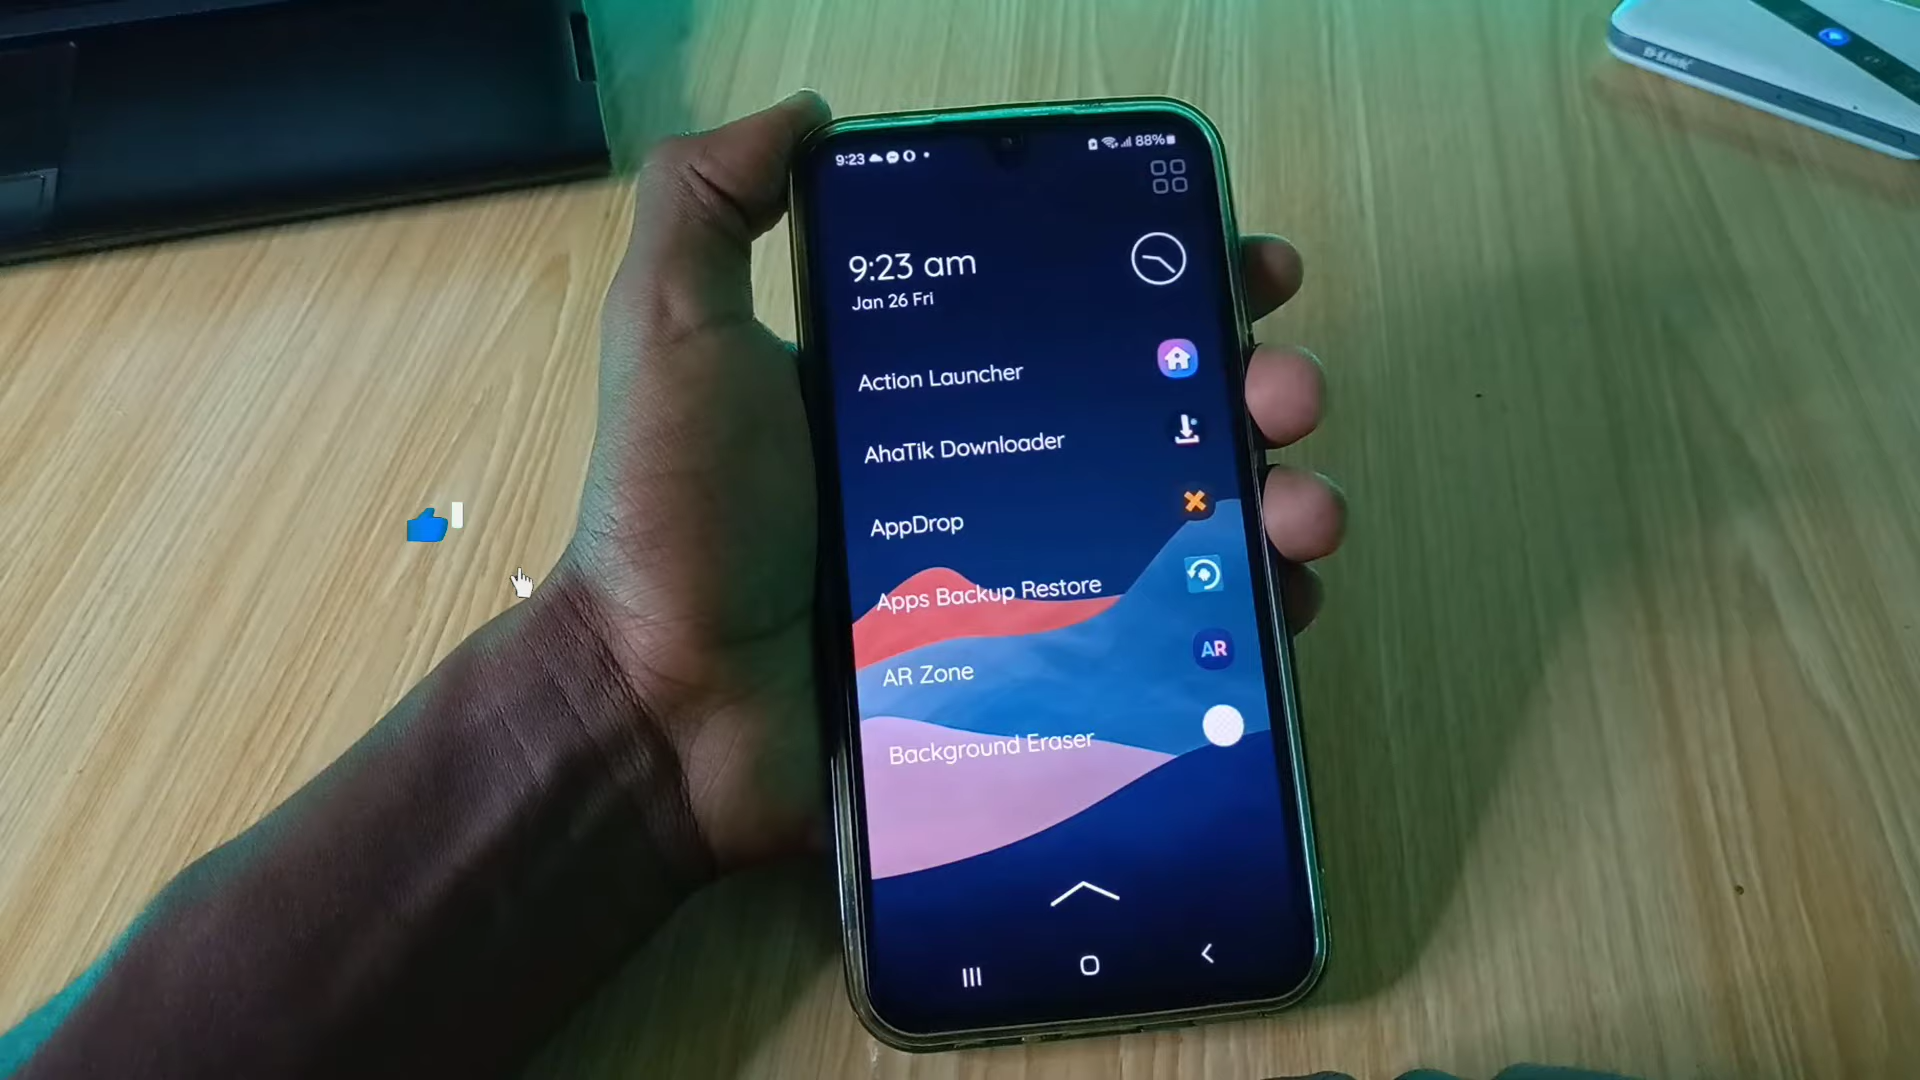 D-Link
9:23
88%
9:23 am
Jan 26 Fri
Action Launcher
AhaTik Downloader
AppDrop
Apps Backup Restore
AR Zone
AR
Background Eraser